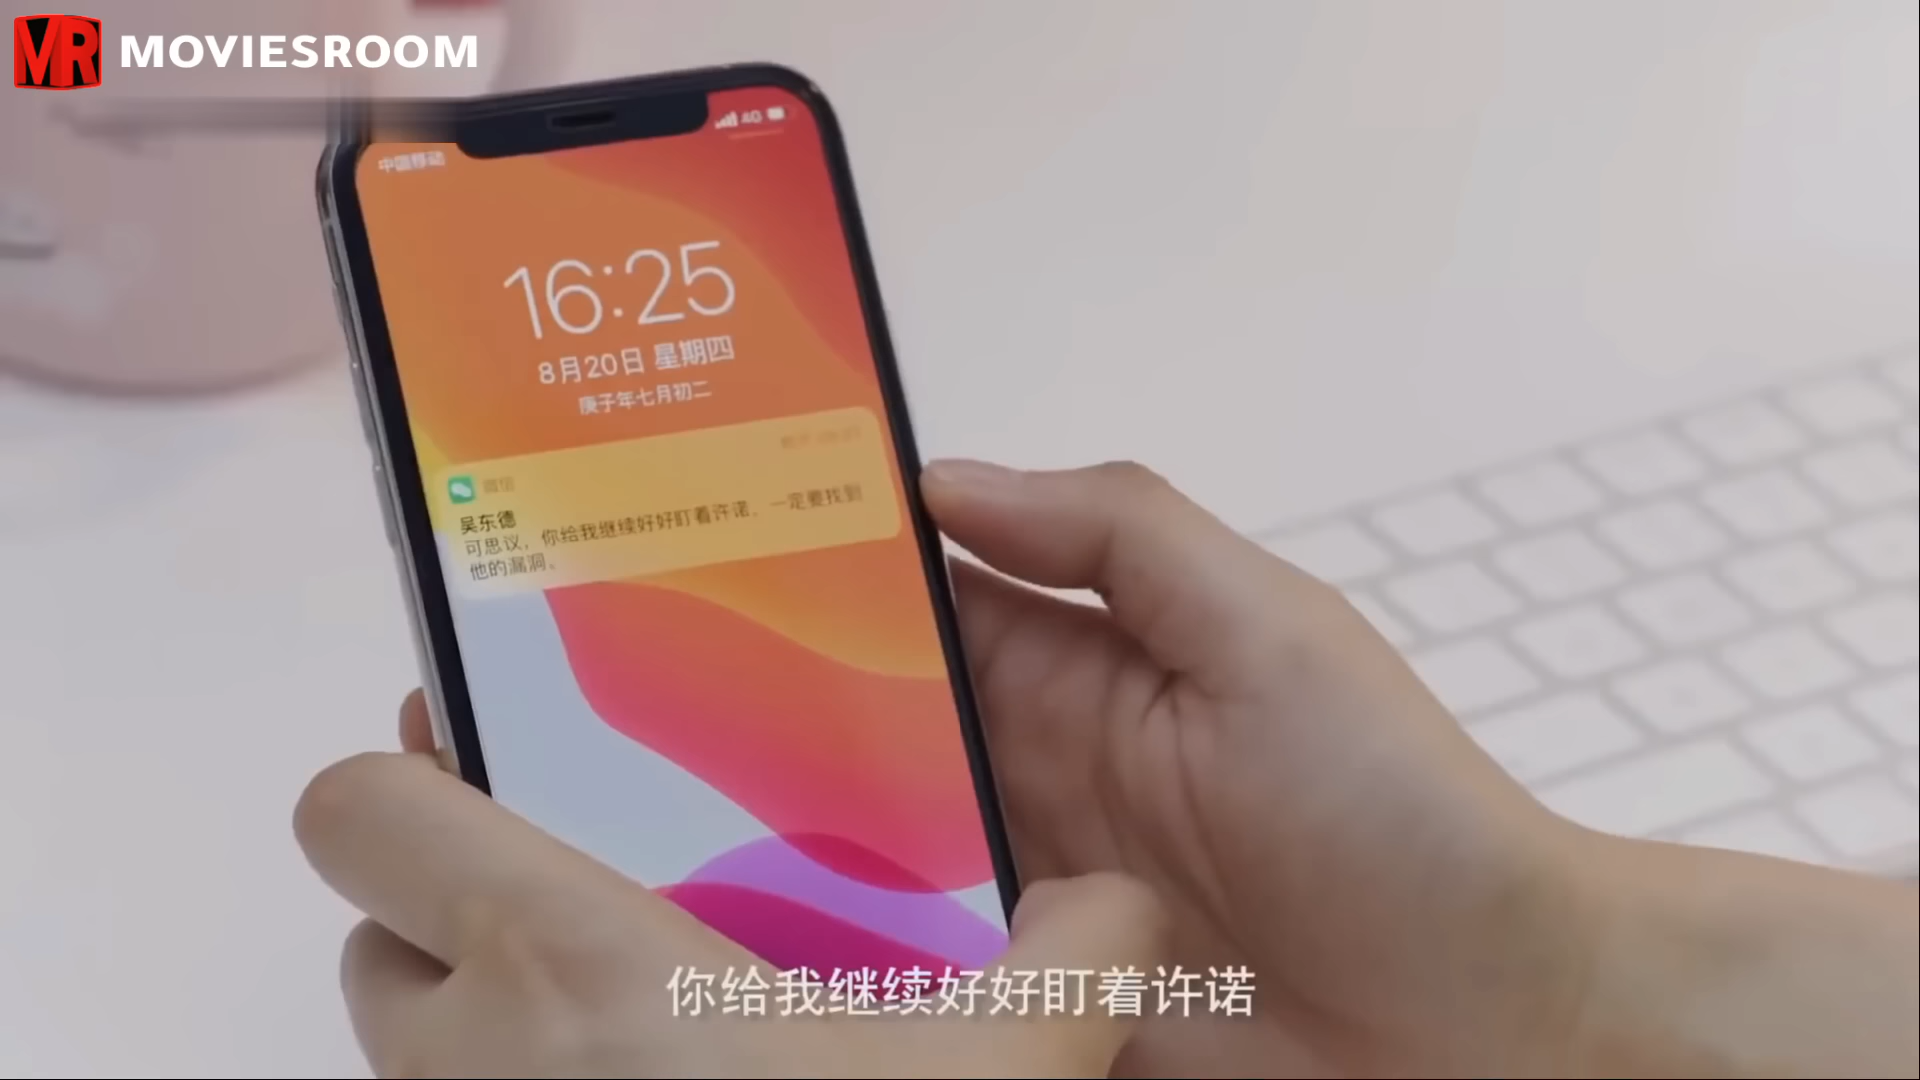 VR MOVIESROOM
4G
中国移动
16:25
8月20日 星期四
庚子年七月初二
微信
吴东德
可思议，你给我继续好好盯着许诺，一定要找到
他的漏洞。
你给我继续好好盯着许诺